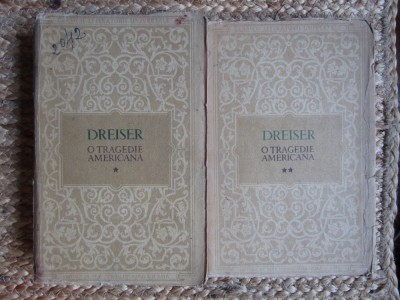 DREISER
O TRAGEDIE
AMERICANA
*
DREISER
O TRAGEDIE
AMERICANA
**